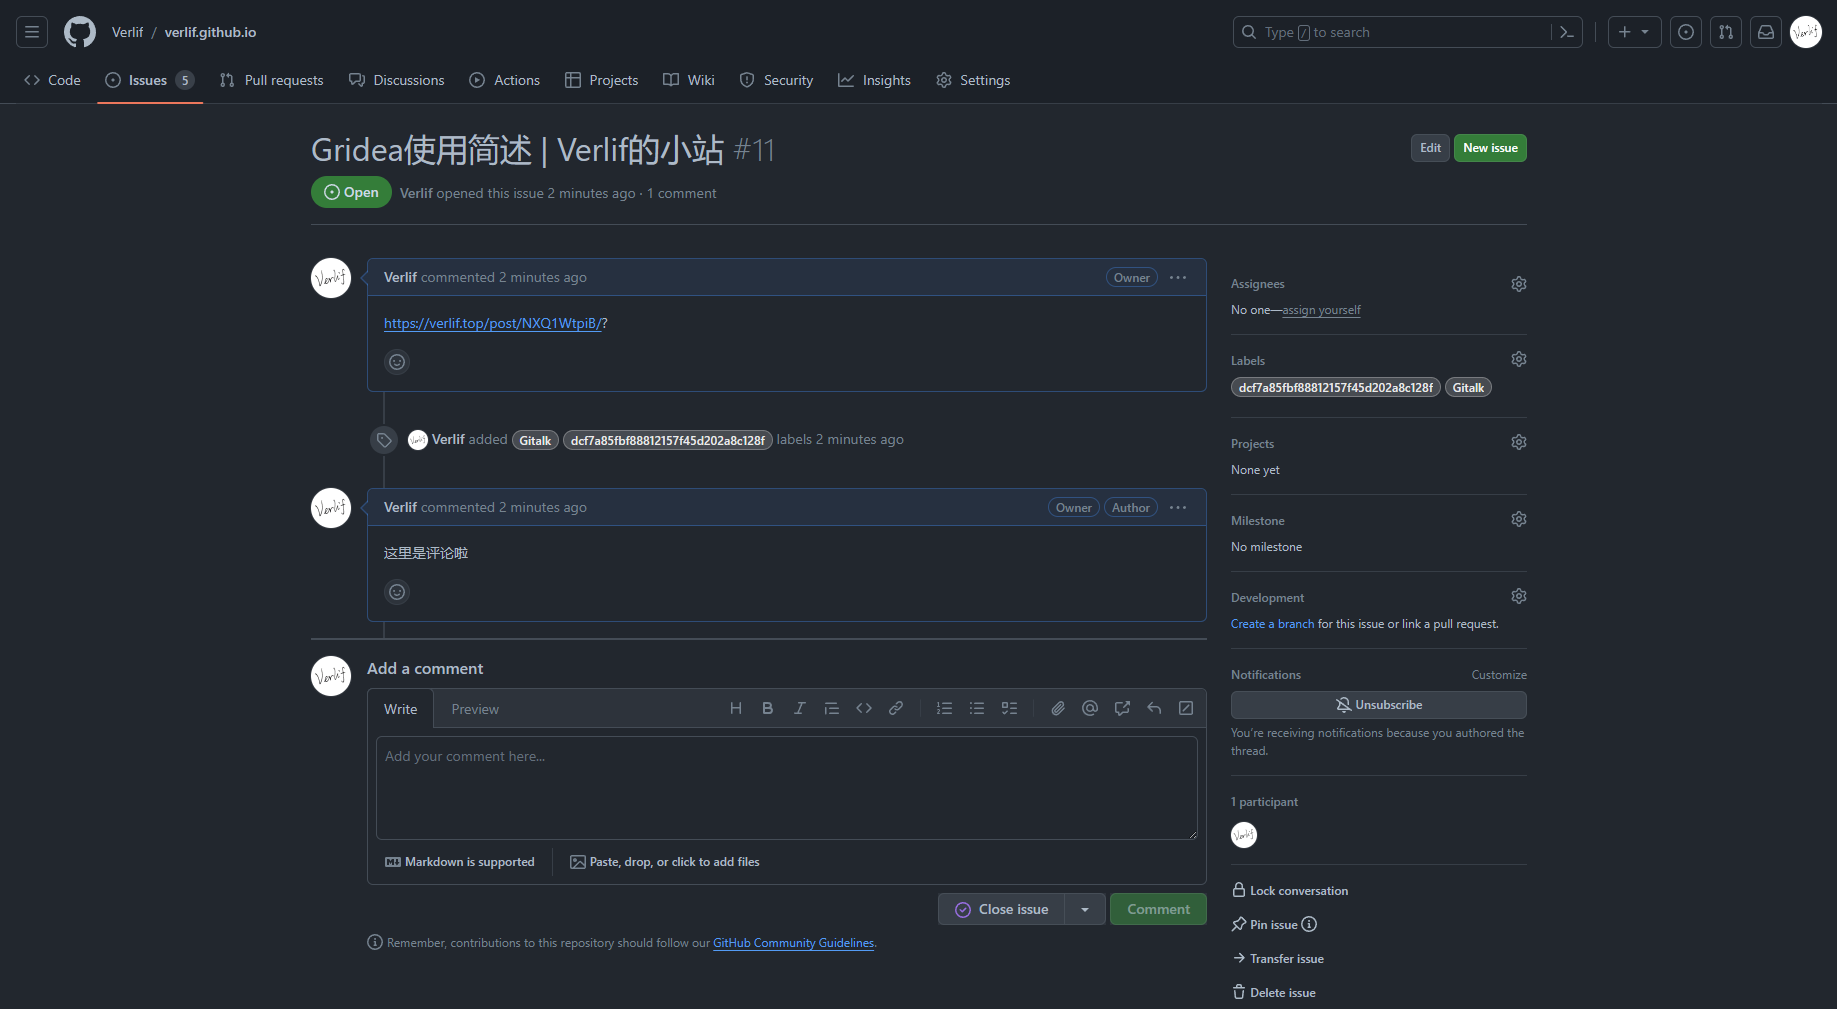 Verlif / verlif.github.io
Type / to search
Code
Issues 5
Pull requests
Discussions
Actions
Projects
Wiki
Security
Insights
Settings
Gridea使用简述 | Verlif的小站 #11
Edit
New issue
Open
Verlif opened this issue 2 minutes ago · 1 comment
Verlif
Verlif commented 2 minutes ago
Owner
https://verlif.top/post/NXQ1WtpiB/?
Verlif added Gitalk dcf7a85fbf88812157f45d202a8c128f labels 2 minutes ago
Verlif
Verlif commented 2 minutes ago
Owner
Author
这里是评论啦
Verlif
Add a comment
Write
Preview
Add your comment here...
Markdown is supported
Paste, drop, or click to add files
Close issue
Comment
Remember, contributions to this repository should follow our GitHub Community Guidelines.
Assignees
No one—assign yourself
Labels
dcf7a85fbf88812157f45d202a8c128f Gitalk
Projects
None yet
Milestone
No milestone
Development
Create a branch for this issue or link a pull request.
Notifications
Customize
Unsubscribe
You're receiving notifications because you authored the
thread.
1 participant
Verlif
Lock conversation
Pin issue
Transfer issue
Delete issue